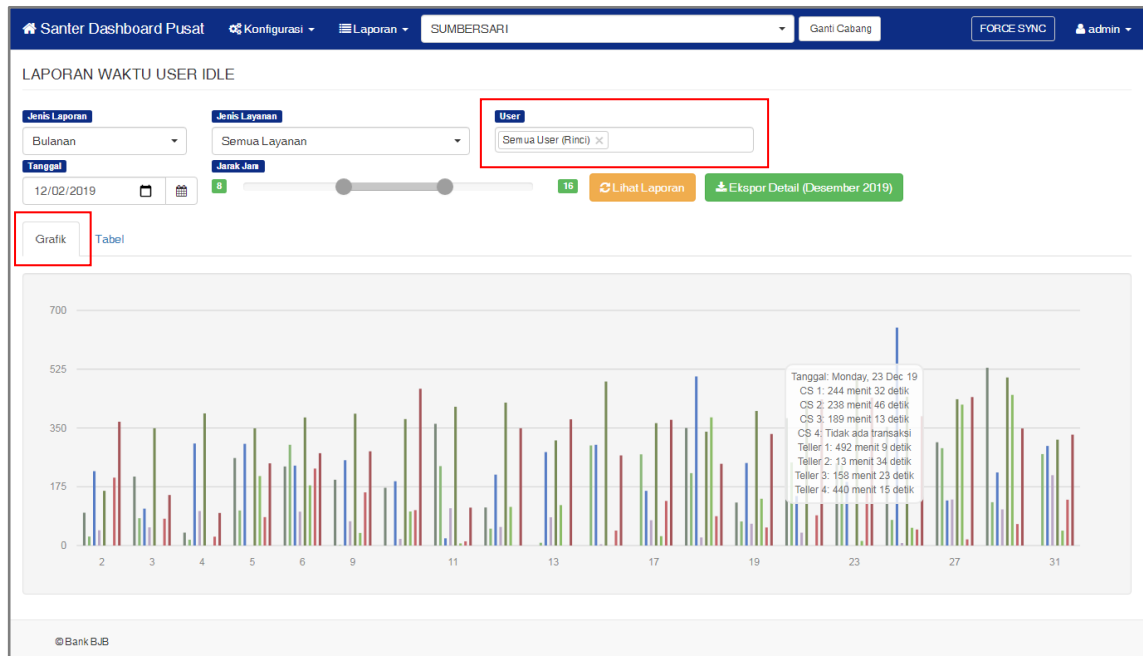 Santer Dashboard Pusat Konfigurasi Laporan SUMBERSARI Ganti Cabang FORCE SYNC admin
LAPORAN WAKTU USER IDLE
Jenis Laporan Jenis Layanan User
Bulanan Semua Layanan Semua User (Rinci) ×
Tanggal Jarak Jam
12/02/2019 8 16 Lihat Laporan Ekspor Detail (Desember 2019)
Grafik Tabel
700
525
350
175
0
Tanggal: Monday, 23 Dec 19
CS 1: 244 menit 32 detik
CS 2: 238 menit 46 detik
CS 3: 189 menit 13 detik
CS 4: Tidak ada transaksi
Teller 1: 492 menit 9 detik
Teller 2: 13 menit 34 detik
Teller 3: 158 menit 23 detik
Teller 4: 440 menit 15 detik
2 3 4 5 6 9 11 13 17 19 23 27 31
© Bank BJB